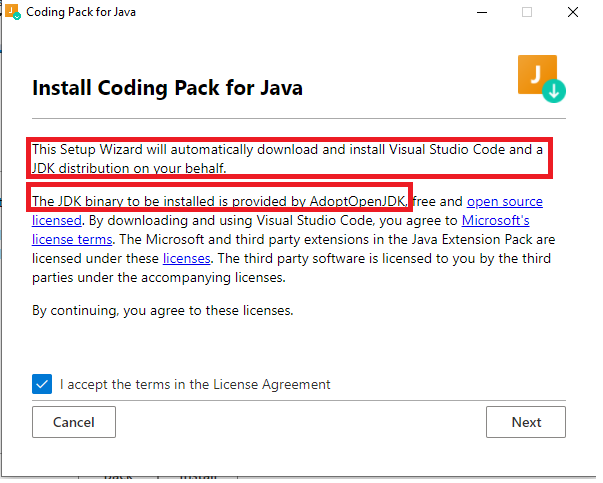 Coding Pack for Java
Install Coding Pack for Java
J
This Setup Wizard will automatically download and install Visual Studio Code and a
JDK distribution on your behalf.
The JDK binary to be installed is provided by AdoptOpenJDK, free and open source
licensed. By downloading and using Visual Studio Code, you agree to Microsoft's
license terms. The Microsoft and third party extensions in the Java Extension Pack are
licensed under these licenses. The third party software is licensed to you by the third
parties under the accompanying licenses.
By continuing, you agree to these licenses.
I accept the terms in the License Agreement
Cancel
Next